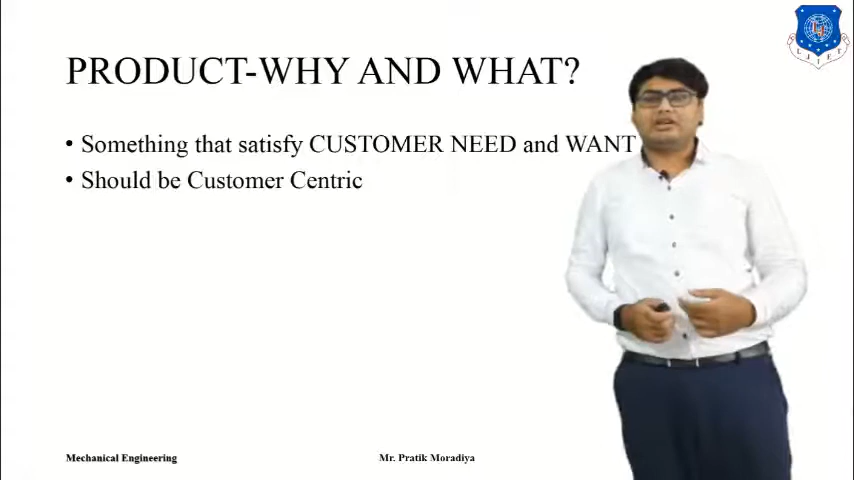 PRODUCT-WHY AND WHAT?
• Something that satisfy CUSTOMER NEED and WANT
• Should be Customer Centric
Mechanical Engineering
Mr. Pratik Moradiya
LJIET